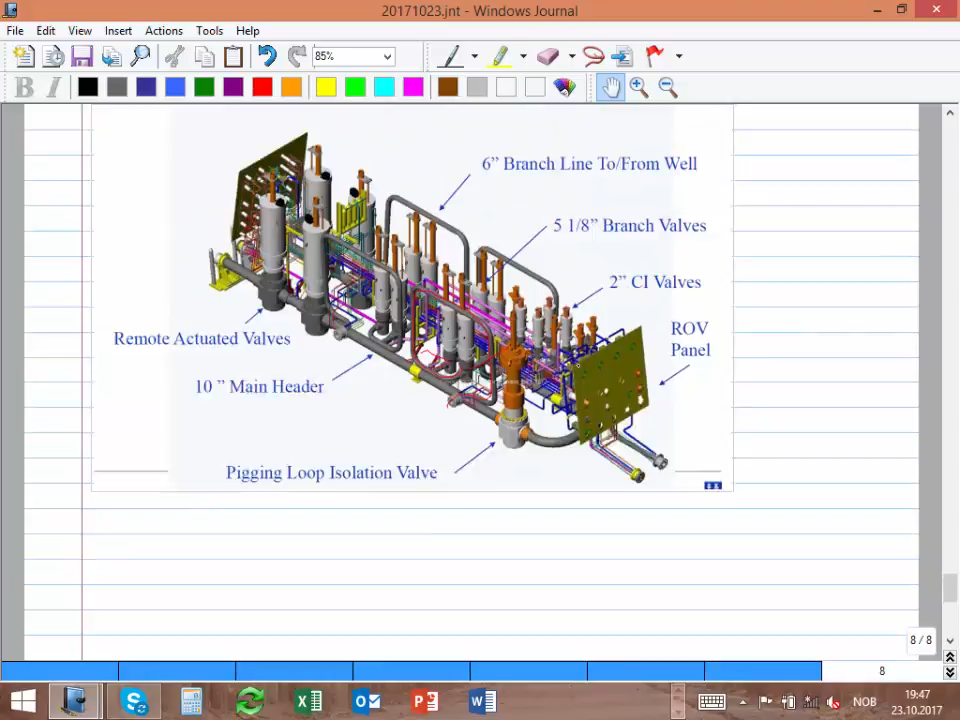 20171023.jnt - Windows Journal
File Edit View Insert Actions Tools Help
85%
B I
6” Branch Line To/From Well
5 1/8” Branch Valves
2” CI Valves
ROV
Panel
Remote Actuated Valves
10 ” Main Header
Pigging Loop Isolation Valve
8 / 8
8
NOB
19:47
23.10.2017